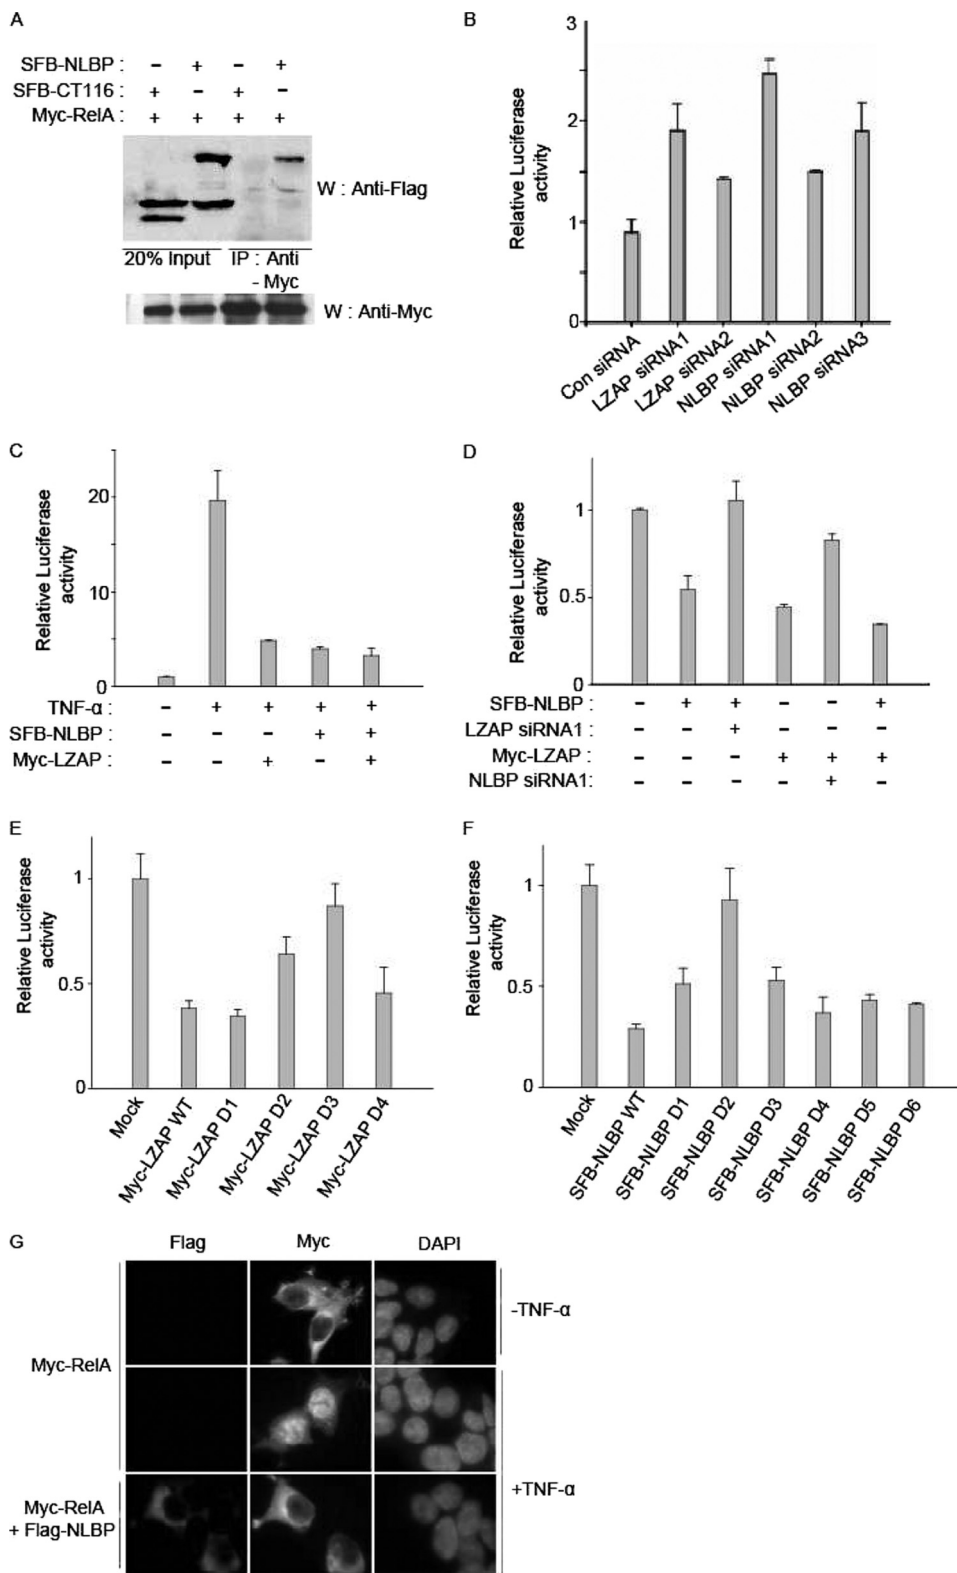 A
SFB-NLBP : - + - +
SFB-CT116 : + - + -
Myc-RelA : + + + +
W : Anti-Flag
20% Input
IP : Anti
- Myc
W : Anti-Myc
B
Relative Luciferase
activity
3
2
1
0
Con siRNA
LZAP siRNA1
LZAP siRNA2
NLBP siRNA1
NLBP siRNA2
NLBP siRNA3
C
Relative Luciferase
activity
20
10
0
TNF-α : - + + + +
SFB-NLBP : - - - + +
Myc-LZAP : - - + - +
D
Relative Luciferase
activity
1
0.5
0
SFB-NLBP : - + + - - +
LZAP siRNA1 : - - + - - -
Myc-LZAP : - - - + + +
NLBP siRNA1: - - - - + -
E
Relative Luciferase
activity
1
0.5
0
Mock
Myc-LZAP WT
Myc-LZAP D1
Myc-LZAP D2
Myc-LZAP D3
Myc-LZAP D4
F
Relative Luciferase
activity
1
0.5
0
Mock
SFB-NLBP WT
SFB-NLBP D1
SFB-NLBP D2
SFB-NLBP D3
SFB-NLBP D4
SFB-NLBP D5
SFB-NLBP D6
G
Flag Myc DAPI
-TNF-α
Myc-RelA
+TNF-α
Myc-RelA
+ Flag-NLBP